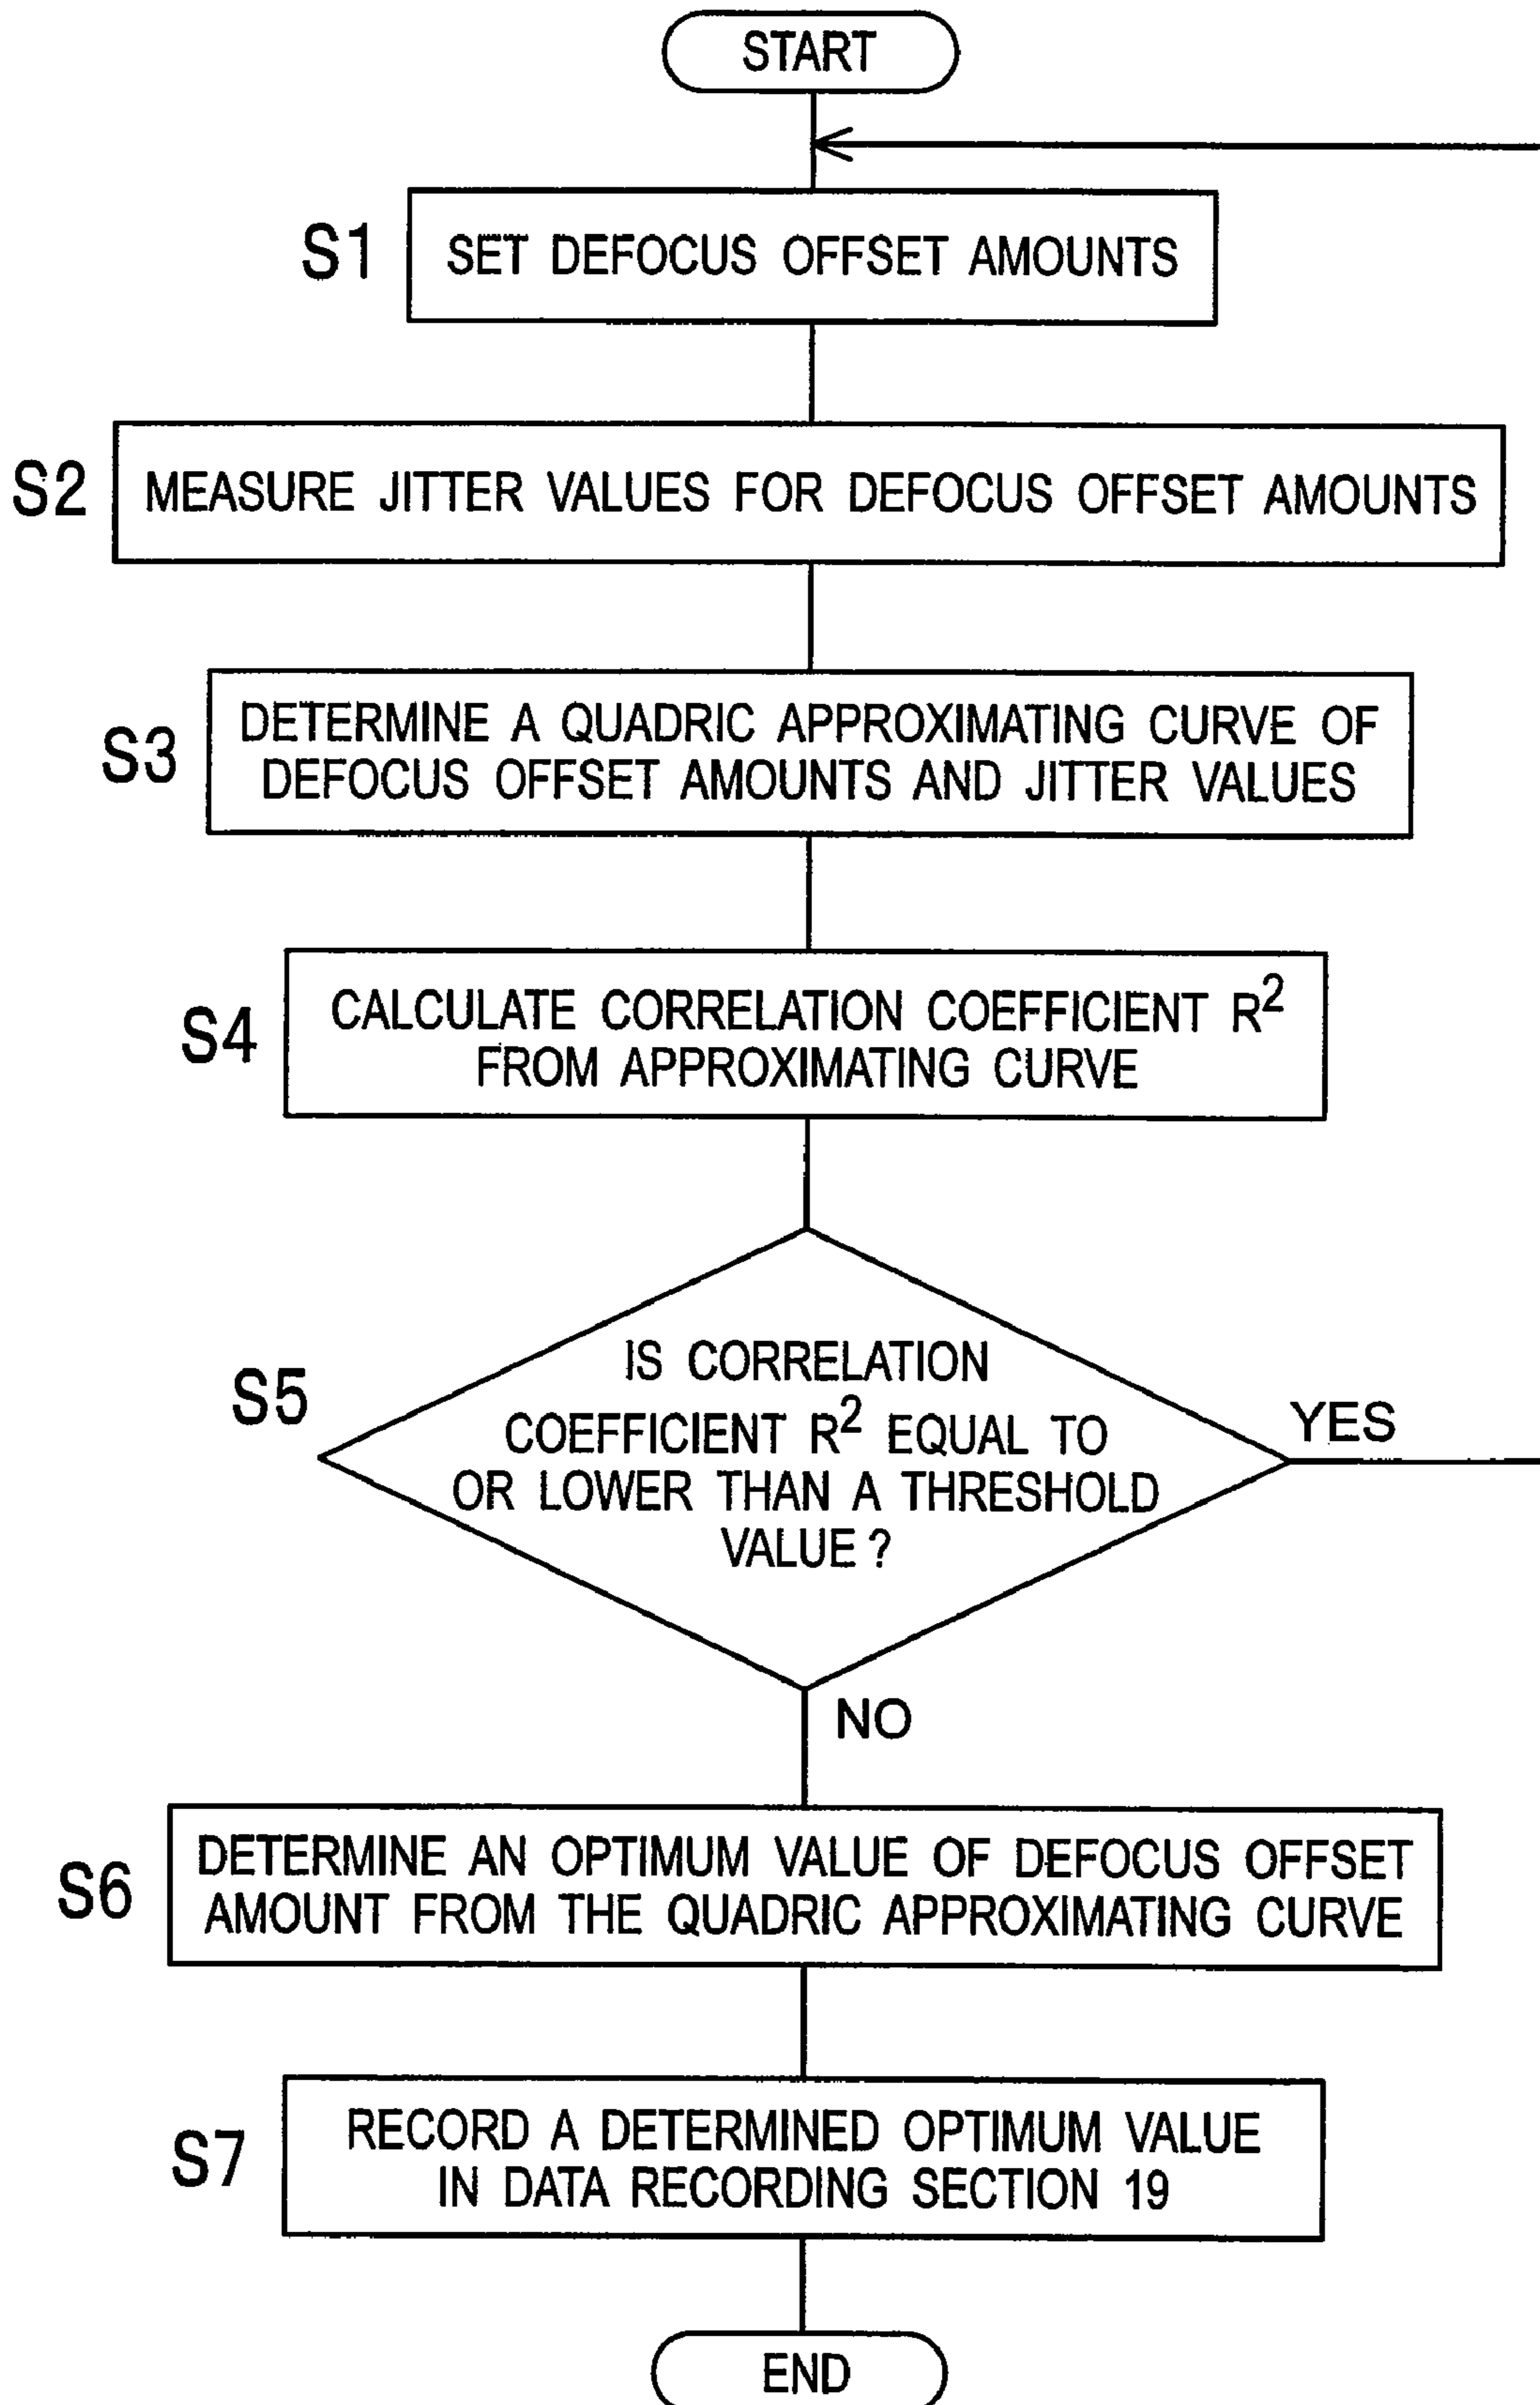 START
S1
SET DEFOCUS OFFSET AMOUNTS
S2
MEASURE JITTER VALUES FOR DEFOCUS OFFSET AMOUNTS
S3
DETERMINE A QUADRIC APPROXIMATING CURVE OF
DEFOCUS OFFSET AMOUNTS AND JITTER VALUES
S4
CALCULATE CORRELATION COEFFICIENT R²
FROM APPROXIMATING CURVE
S5
IS CORRELATION
COEFFICIENT R² EQUAL TO
OR LOWER THAN A THRESHOLD
VALUE ?
YES
NO
S6
DETERMINE AN OPTIMUM VALUE OF DEFOCUS OFFSET
AMOUNT FROM THE QUADRIC APPROXIMATING CURVE
S7
RECORD A DETERMINED OPTIMUM VALUE
IN DATA RECORDING SECTION 19
END